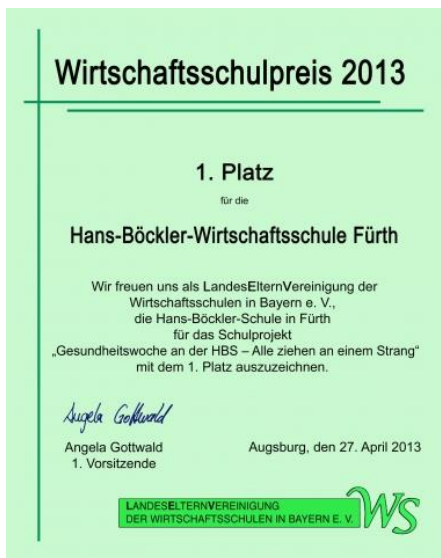 Wirtschaftsschulpreis 2013
1. Platz
für die
Hans-Böckler-Wirtschaftsschule Fürth
Wir freuen uns als LandesElternVereinigung der
Wirtschaftsschulen in Bayern e. V.,
die Hans-Böckler-Schule in Fürth
für das Schulprojekt
„Gesundheitswoche an der HBS – Alle ziehen an einem Strang“
mit dem 1. Platz auszuzeichnen.
Angela Gottwald
Angela Gottwald Augsburg, den 27. April 2013
1. Vorsitzende
LANDESELTERNVEREINIGUNG
DER WIRTSCHAFTSSCHULEN IN BAYERN E. V.
WS